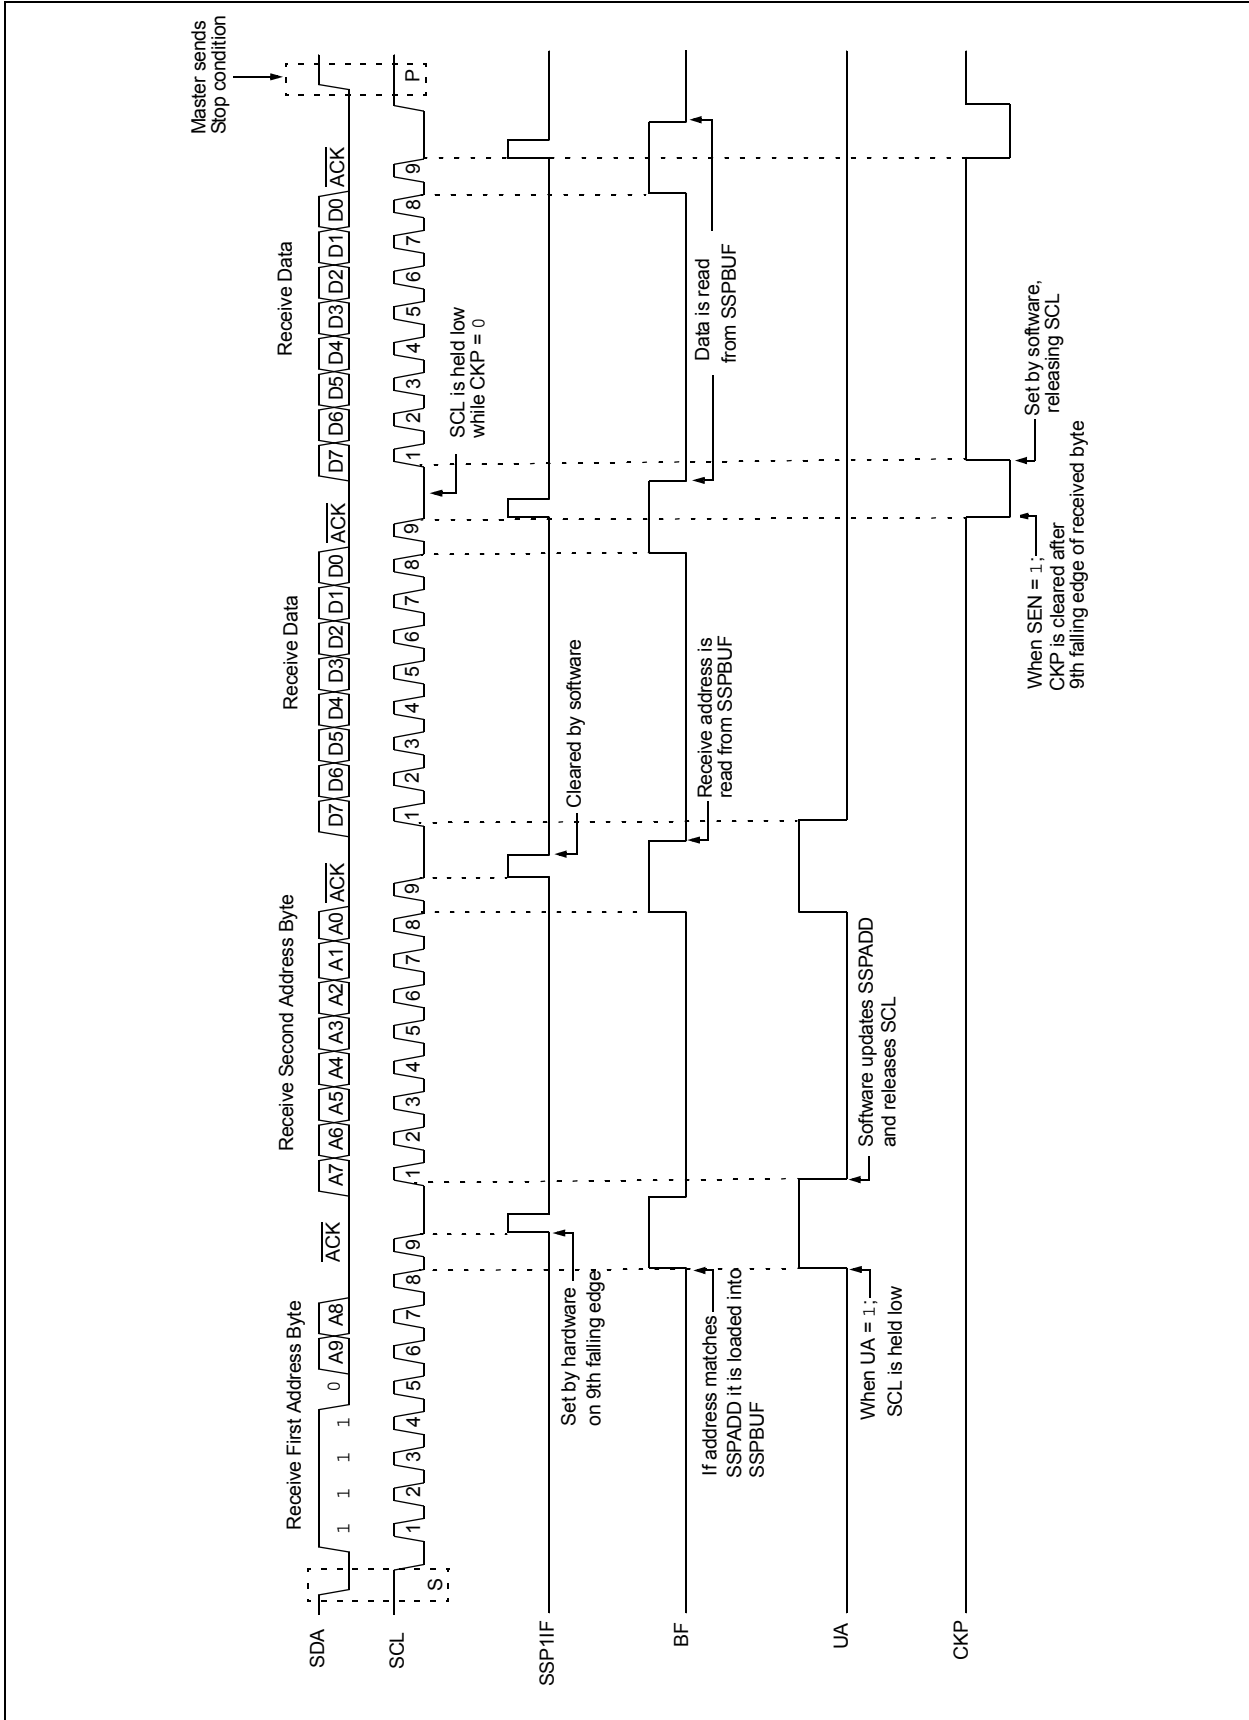 Master sends
Stop condition
Receive First Address Byte
Receive Second Address Byte
Receive Data
Receive Data
SDA
1 1 1 1 0 A9 A8 ACK A7 A6 A5 A4 A3 A2 A1 A0 ACK D7 D6 D5 D4 D3 D2 D1 D0 ACK D7 D6 D5 D4 D3 D2 D1 D0 ACK
SCL
S 1 2 3 4 5 6 7 8 9 1 2 3 4 5 6 7 8 9 1 2 3 4 5 6 7 8 9 1 2 3 4 5 6 7 8 9 P
SCL is held low
while CKP = 0
SSP1IF
Set by hardware
on 9th falling edge
Cleared by software
BF
If address matches
SSPADD it is loaded into
SSPBUF
Receive address is
read from SSPBUF
Data is read
from SSPBUF
UA
When UA = 1;
SCL is held low
Software updates SSPADD
and releases SCL
CKP
When SEN = 1;
CKP is cleared after
9th falling edge of received byte
Set by software,
releasing SCL